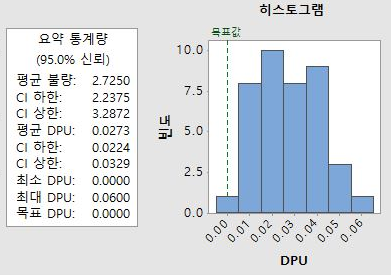 요약 통계량
(95.0% 신뢰)
평균 불량: 2.7250
CI 하한: 2.2375
CI 상한: 3.2872
평균 DPU: 0.0273
CI 하한: 0.0224
CI 상한: 0.0329
최소 DPU: 0.0000
최대 DPU: 0.0600
목표 DPU: 0.0000
히스토그램
목표값
10.0
7.5
5.0
2.5
0.0
빈도
0.00 0.01 0.02 0.03 0.04 0.05 0.06
DPU